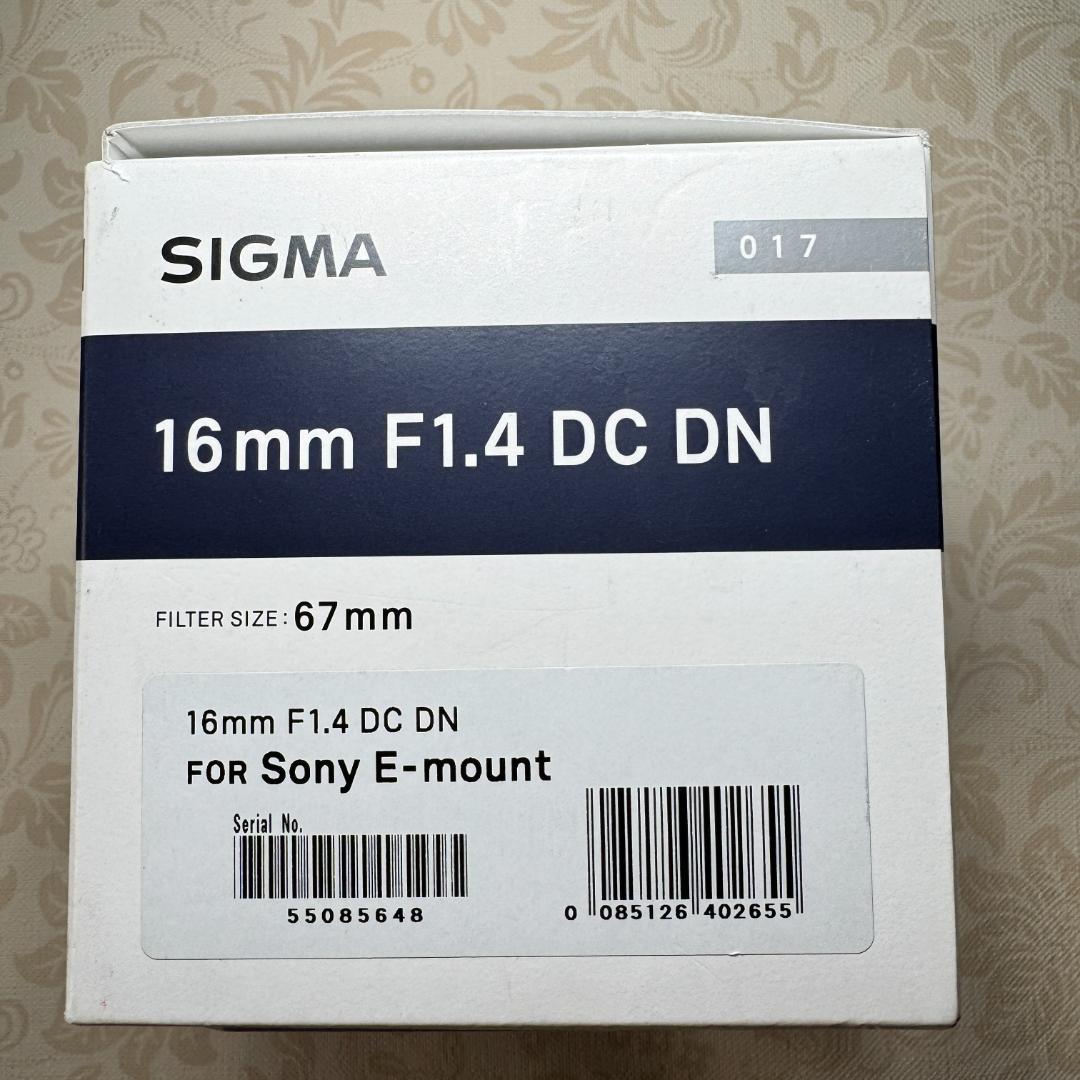 SIGMA
017
16mm F1.4 DC DN
FILTER SIZE: 67mm
16mm F1.4 DC DN
FOR Sony E-mount
Serial No.
55085648
0 085126 402655